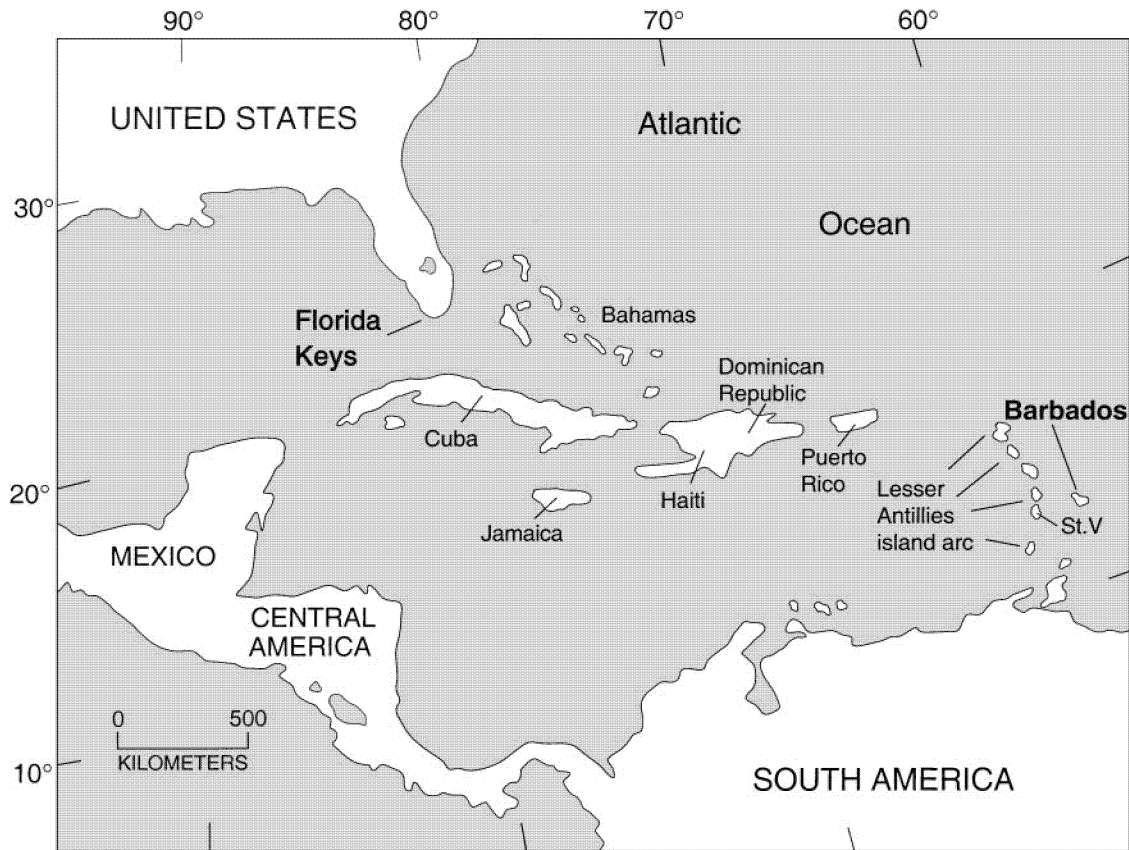 90°
80°
70°
60°
UNITED STATES
Atlantic
30°
Ocean
Florida
Keys
Bahamas
Dominican
Republic
Barbados
Cuba
Puerto
Rico
Haiti
Lesser
Antillies
island arc
20°
Jamaica
St.V
MEXICO
CENTRAL
AMERICA
0 500
KILOMETERS
10°
SOUTH AMERICA